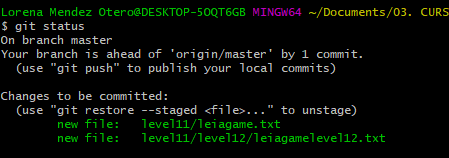 Lorena Mendez Otero@DESKTOP-5OQT6GB MINGW64 ~/Documents/03. CURS
$ git status
On branch master
Your branch is ahead of 'origin/master' by 1 commit.
(use "git push" to publish your local commits)
Changes to be committed:
(use "git restore --staged <file>..." to unstage)
new file: level11/leiagame.txt
new file: level11/level12/leiagamelevel12.txt